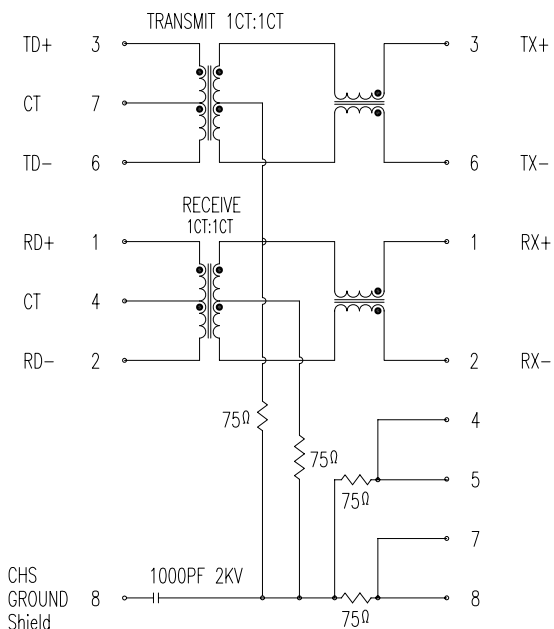 TRANSMIT 1CT:1CT
TD+ 3 3 TX+
CT 7
TD- 6 6 TX-
RECEIVE
1CT:1CT
RD+ 1 1 RX+
CT 4
RD- 2 2 RX-
75Ω
4
75Ω
5
75Ω
7
CHS
GROUND 8
Shield
1000PF 2KV
8
75Ω